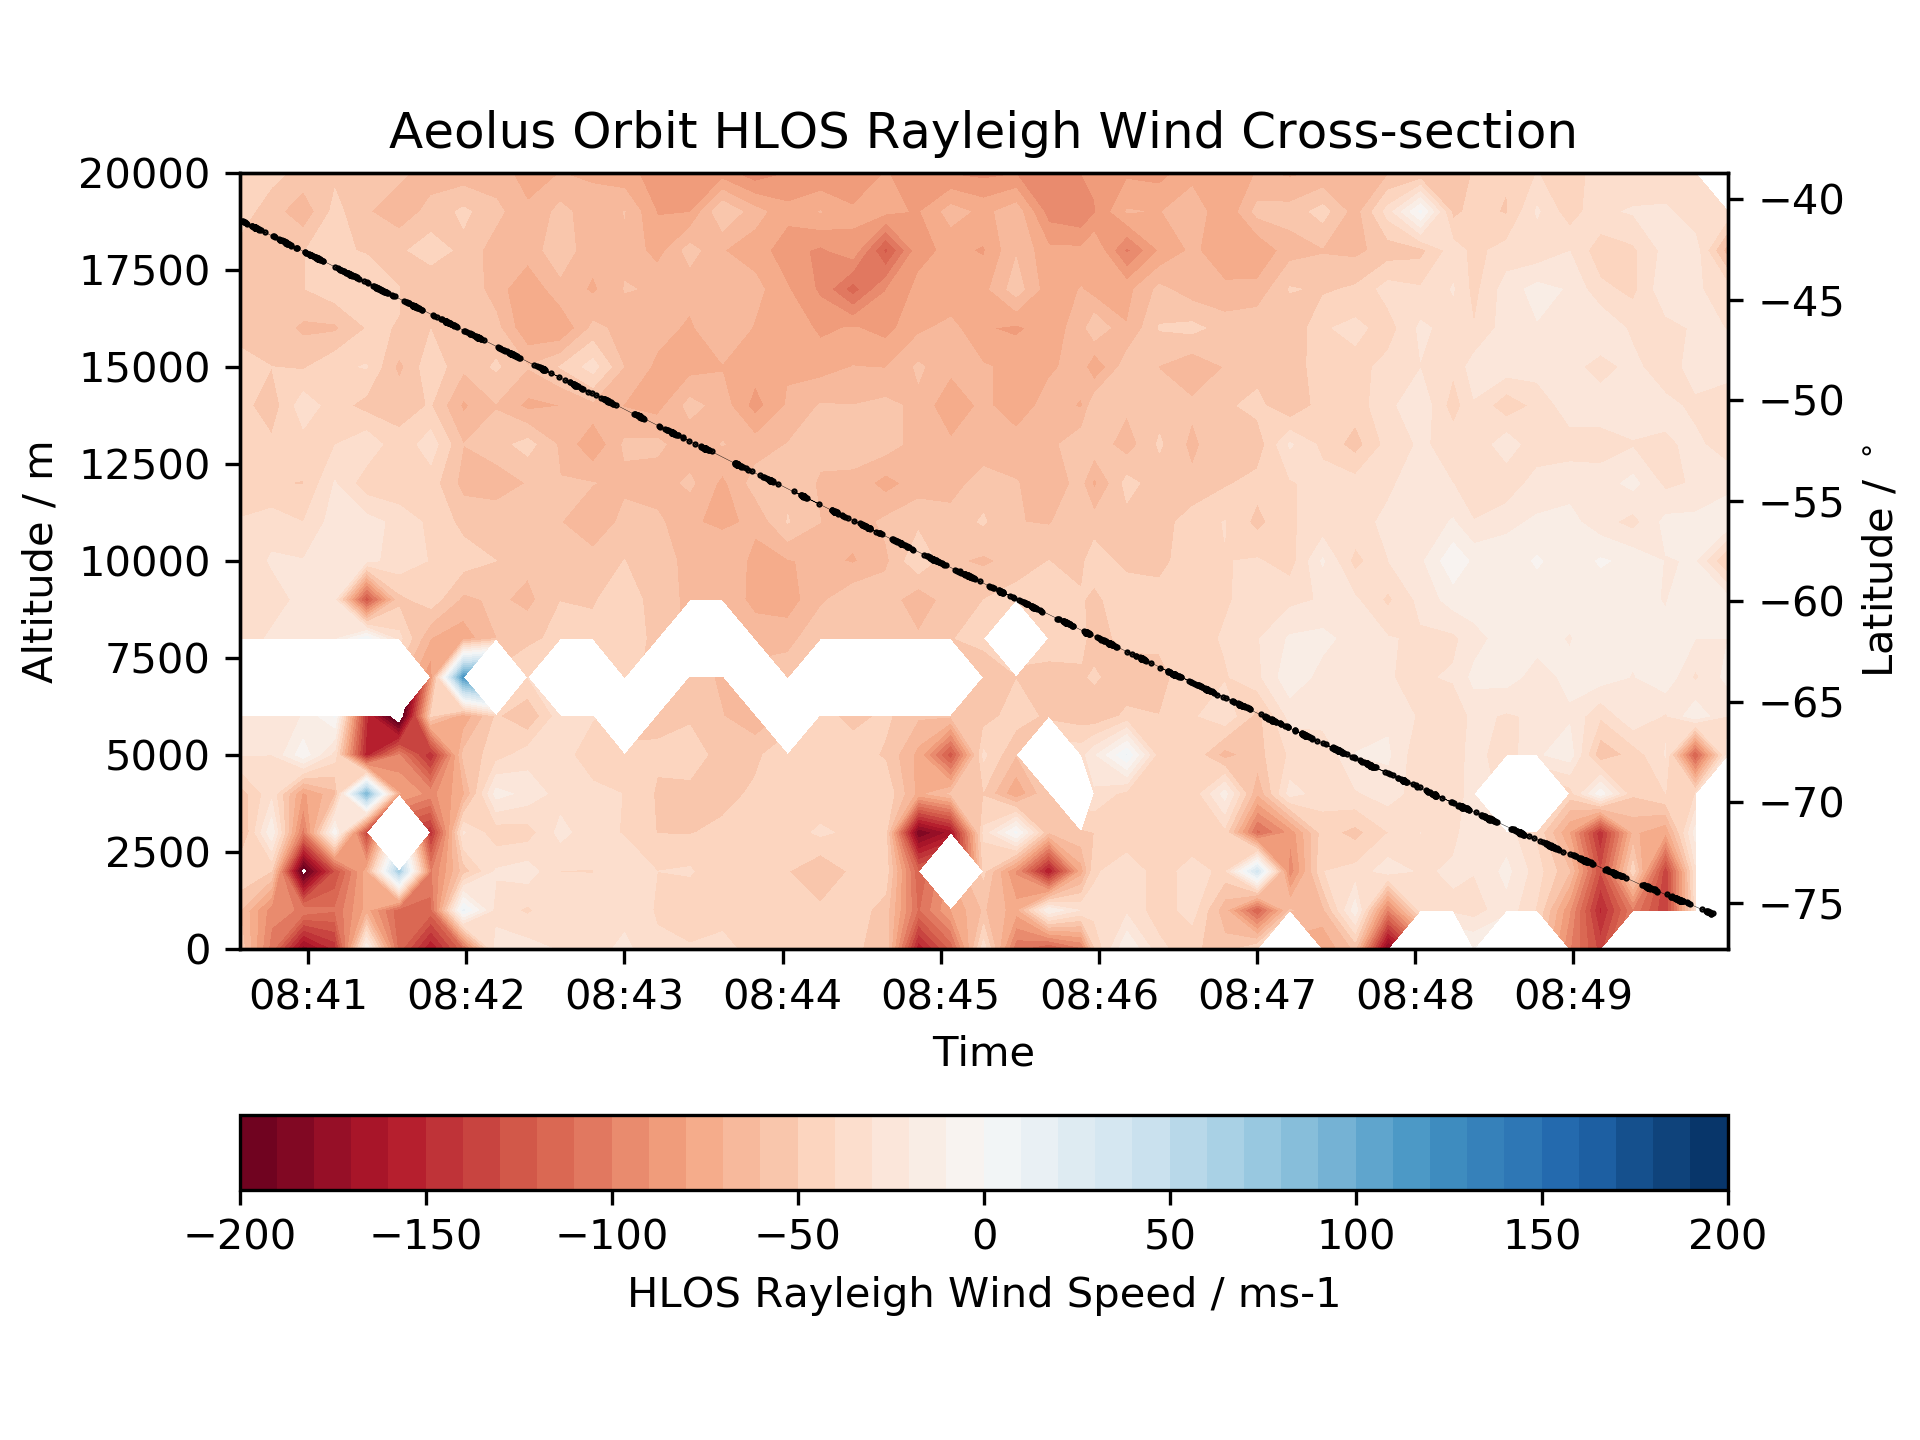 Aeolus Orbit HLOS Rayleigh Wind Cross-section
20000
17500
15000
12500
10000
7500
5000
2500
0
Altitude / m
−40
−45
−50
−55
−60
−65
−70
−75
Latitude / °
08:41 08:42 08:43 08:44 08:45 08:46 08:47 08:48 08:49
Time
−200 −150 −100 −50 0 50 100 150 200
HLOS Rayleigh Wind Speed / ms-1